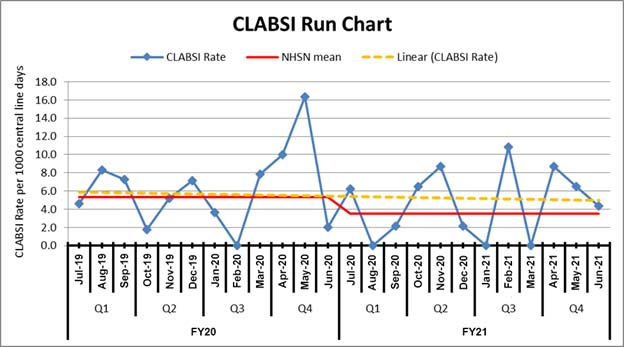 CLABSI Run Chart
CLABSI Rate NHSN mean Linear (CLABSI Rate)
CLABSI Rate per 1000 central line days
18.0
16.0
14.0
12.0
10.0
8.0
6.0
4.0
2.0
0.0
Jul-19 Aug-19 Sep-19 Oct-19 Nov-19 Dec-19 Jan-20 Feb-20 Mar-20 Apr-20 May-20 Jun-20 Jul-20 Aug-20 Sep-20 Oct-20 Nov-20 Dec-20 Jan-21 Feb-21 Mar-21 Apr-21 May-21 Jun-21
Q1 Q2 Q3 Q4 Q1 Q2 Q3 Q4
FY20 FY21